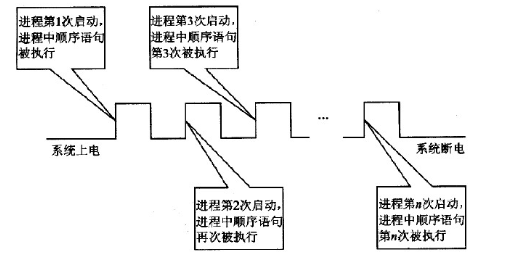 进程第1次启动,
进程中顺序语句
被执行
进程第3次启动,
进程中顺序语句
第3次被执行
...
系统上电
系统断电
进程第2次启动,
进程中顺序语句
再次被执行
进程第n次启动,
进程中顺序语句
第n次被执行